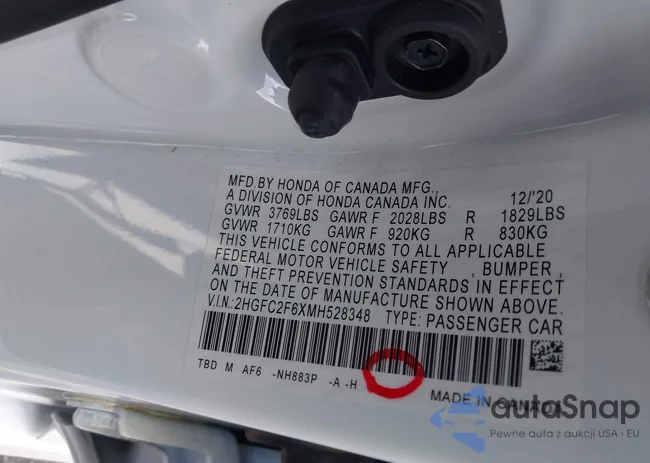 MFD.BY HONDA OF CANADA MFG.,
A DIVISION OF HONDA CANADA INC. 12/'20
GVWR 3769LBS GAWR F 2028LBS R 1829LBS
GVWR 1710KG GAWR F 920KG R 830KG
THIS VEHICLE CONFORMS TO ALL APPLICABLE
FEDERAL MOTOR VEHICLE SAFETY , BUMPER ,
AND THEFT PREVENTION STANDARDS IN EFFECT
ON THE DATE OF MANUFACTURE SHOWN ABOVE.
V.I.N.:2HGFC2F6XMH528348 TYPE: PASSENGER CAR
TBD M AF6 -NH883P -A -H
MADE IN CANADA
autoSnap
Pewne auta z aukcji USA i EU